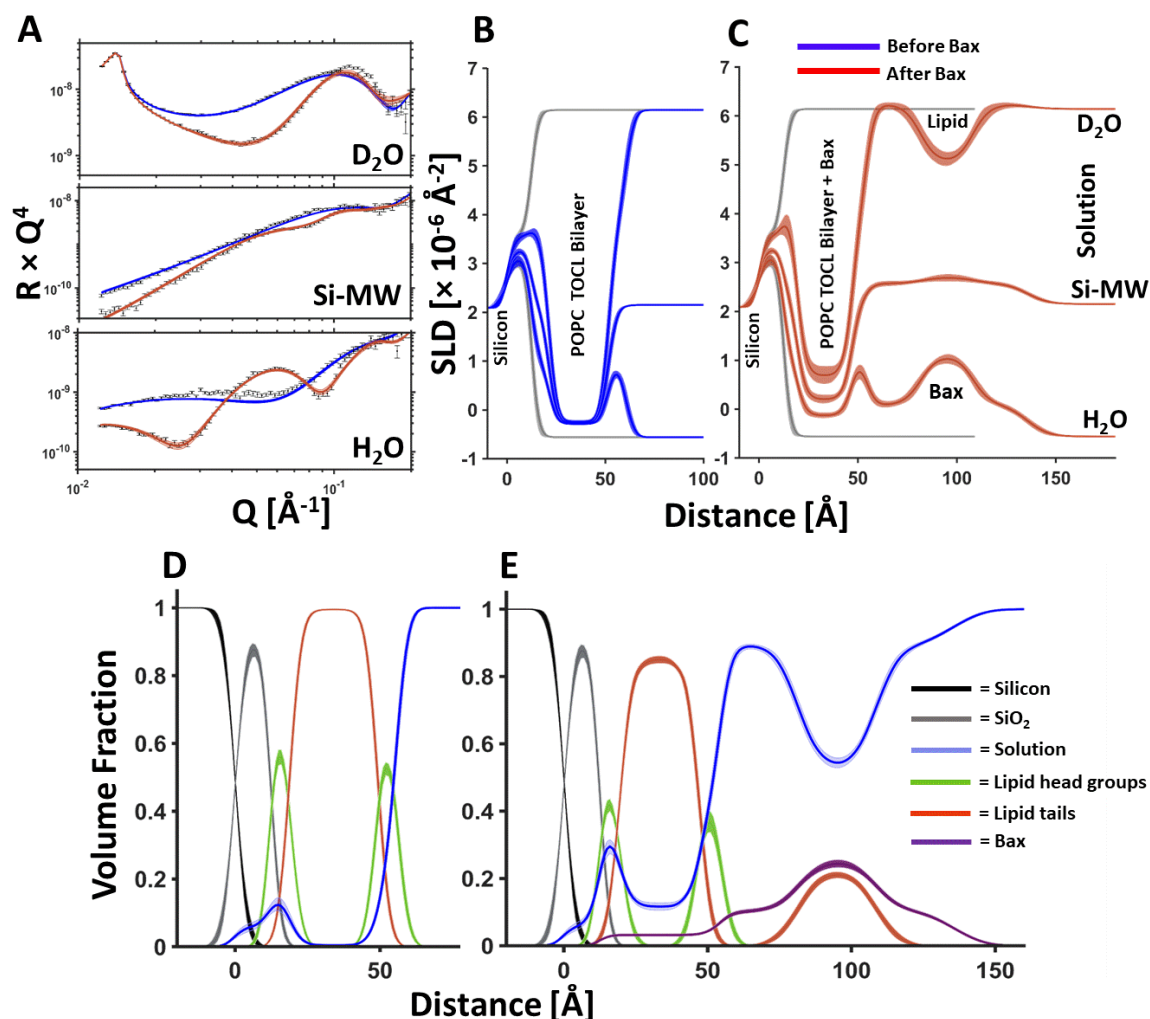 A
B
C
Before Bax
After Bax
10⁻⁸
10⁻⁹
D₂O
10⁻⁸
10⁻¹⁰
Si-MW
10⁻⁸
10⁻⁹
10⁻¹⁰
H₂O
10⁻²
10⁻¹
R × Q⁴
Q [Å⁻¹]
SLD [× 10⁻⁶ Å⁻²]
7
6
5
4
3
2
1
0
-1
Silicon
POPC TOCL Bilayer
0
50
100
7
6
5
4
3
2
1
0
-1
Silicon
POPC TOCL Bilayer + Bax
Lipid
Bax
D₂O
Si-MW
H₂O
Solution
0
50
100
150
Distance [Å]
D
E
Volume Fraction
1
0.8
0.6
0.4
0.2
0
0
50
1
0.8
0.6
0.4
0.2
0
0
50
100
150
= Silicon
= SiO₂
= Solution
= Lipid head groups
= Lipid tails
= Bax
Distance [Å]